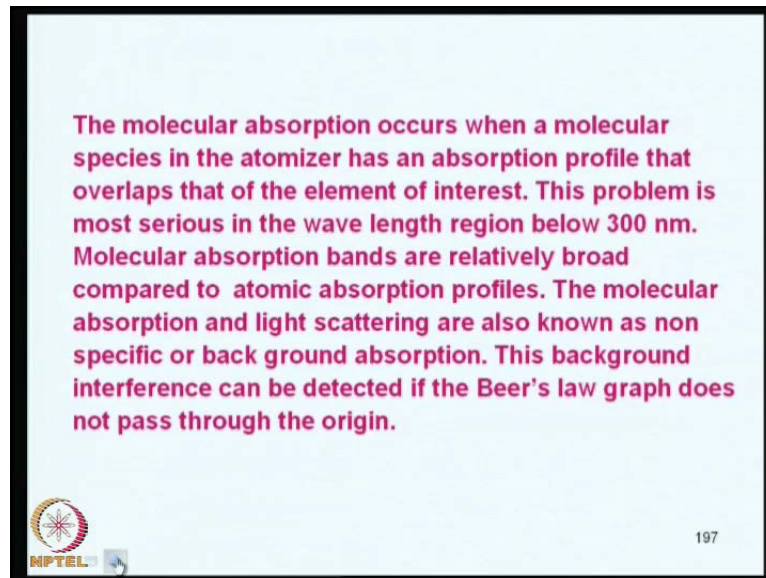 The molecular absorption occurs when a molecular
species in the atomizer has an absorption profile that
overlaps that of the element of interest. This problem is
most serious in the wave length region below 300 nm.
Molecular absorption bands are relatively broad
compared to atomic absorption profiles. The molecular
absorption and light scattering are also known as non
specific or back ground absorption. This background
interference can be detected if the Beer's law graph does
not pass through the origin.
197
NPTEL